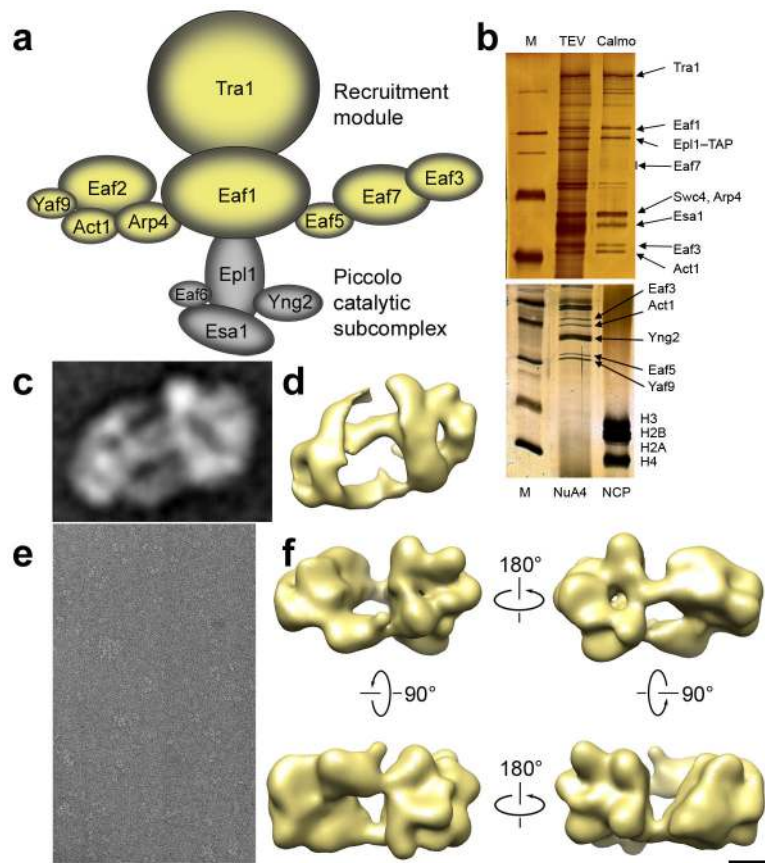 a
Tra1
Recruitment
module
Eaf2
Yaf9
Act1
Arp4
Eaf1
Eaf5
Eaf7
Eaf3
Epl1
Eaf6
Yng2
Esa1
Piccolo
catalytic
subcomplex
b
M TEV Calmo
Tra1
Eaf1
Epl1–TAP
Eaf7
Swc4, Arp4
Esa1
Eaf3
Act1
Eaf3
Act1
Yng2
Eaf5
Yaf9
H3
H2B
H2A
H4
M NuA4 NCP
c
d
e
f
180°
90°
90°
180°